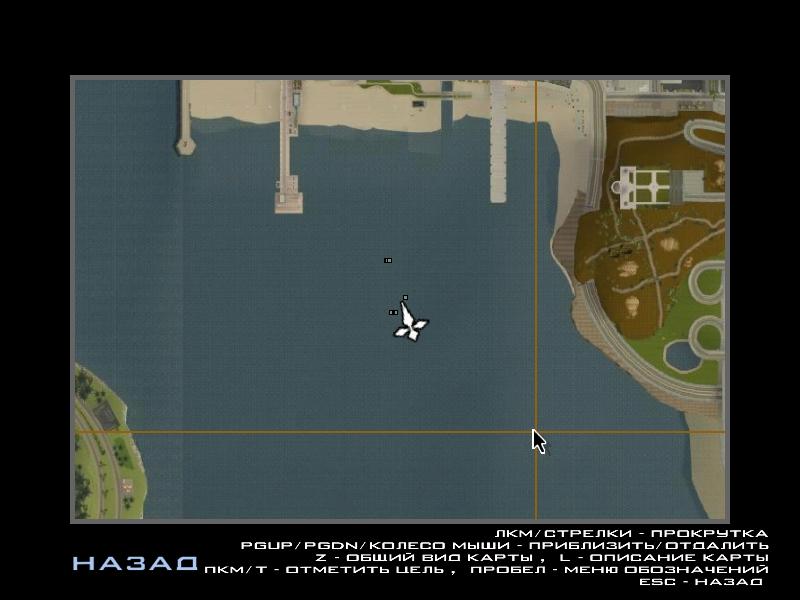 ЛКМ/СТРЕЛКИ - ПРОКРУТКА
PGUP/PGDN/КОЛЕСО МЫШИ - ПРИБЛИЗИТЬ/ОТДАЛИТЬ
Z - ОБЩИЙ ВИД КАРТЫ , L - ОПИСАНИЕ КАРТЫ
НАЗАД
ПКМ/T - ОТМЕТИТЬ ЦЕЛЬ , ПРОБЕЛ - МЕНЮ ОБОЗНАЧЕНИЙ
ESC - НАЗАД